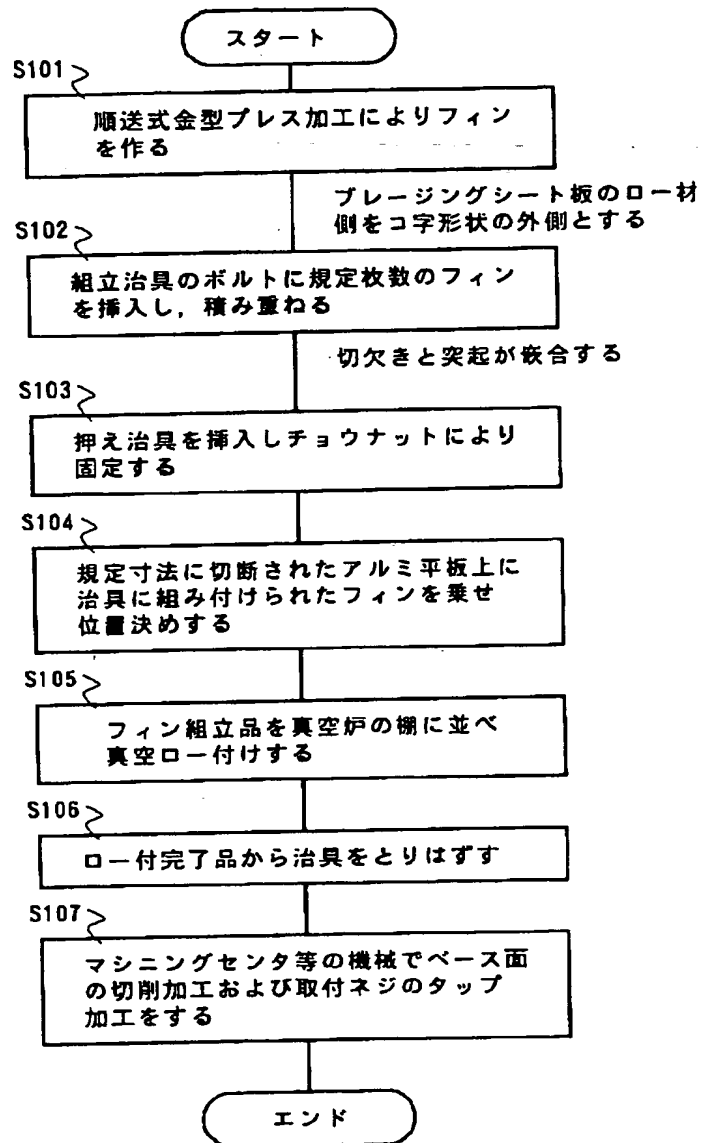 スタート
S101
順送式金型プレス加工によりフィン
を作る
ブレージングシート板のロー材
側をコ字形状の外側とする
S102
組立治具のボルトに規定枚数のフィン
を挿入し,積み重ねる
切欠きと突起が嵌合する
S103
押え治具を挿入しチョウナットにより
固定する
S104
規定寸法に切断されたアルミ平板上に
治具に組み付けられたフィンを乗せ
位置決めする
S105
フィン組立品を真空炉の棚に並べ
真空ロー付けする
S106
ロー付完了品から治具をとりはずす
S107
マシニングセンタ等の機械でベース面
の切削加工および取付ネジのタップ
加工をする
エンド